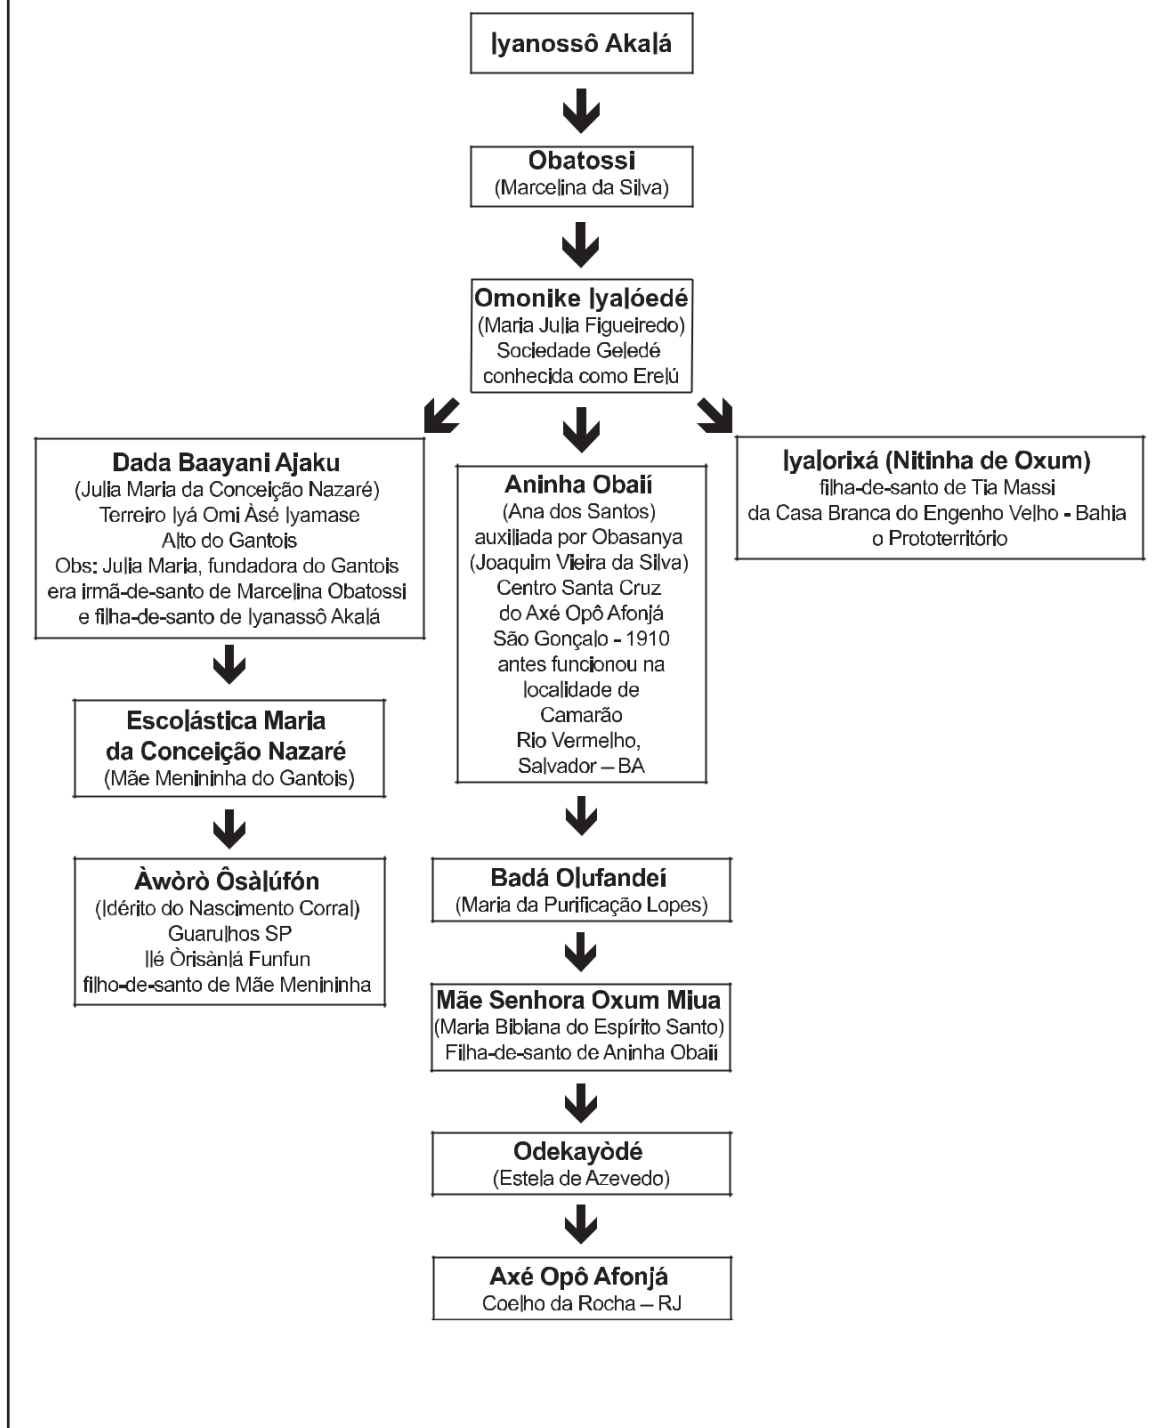 Iyanossô Akalá
Obatossi
(Marcelina da Silva)
Omonike Iyalóedé
(Maria Julia Figueiredo)
Sociedade Geledé
conhecida como Erelú
Dada Baayani Ajaku
(Julia Maria da Conceição Nazaré)
Terreiro Iyá Omi Àsé Iyamase
Alto do Gantois
Obs: Julia Maria, fundadora do Gantois
era irmã-de-santo de Marcelina Obatossi
e filha-de-santo de Iyanassô Akalá
Escolástica Maria
da Conceição Nazaré
(Mãe Menininha do Gantois)
Àwòrò Ôsàlúfón
(Idérito do Nascimento Corral)
Guarulhos SP
Ilé Òrisànlá Funfun
filho-de-santo de Mãe Menininha
Aninha Obaií
(Ana dos Santos)
auxiliada por Obasanya
(Joaquim Vieira da Silva)
Centro Santa Cruz
do Axé Opô Afonjá
São Gonçalo - 1910
antes funcionou na
localidade de
Camarão
Rio Vermelho,
Salvador – BA
Badá Olufandeí
(Maria da Purificação Lopes)
Mãe Senhora Oxum Miua
(Maria Bibiana do Espírito Santo)
Filha-de-santo de Aninha Obaií
Odekayòdé
(Estela de Azevedo)
Axé Opô Afonjá
Coelho da Rocha – RJ
Iyalorixá (Nitinha de Oxum)
filha-de-santo de Tia Massi
da Casa Branca do Engenho Velho - Bahia
o Prototerritório